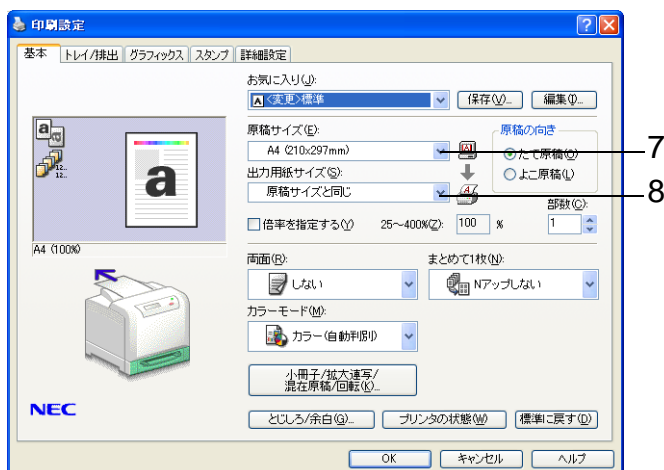 印刷設定
基本 トレイ/排出 グラフィックス スタンプ 詳細設定
お気に入り(J):
A <変更>標準 保存(V)... 編集(I)...
原稿サイズ(E):
A4 (210x297mm)
7
原稿の向き
たて原稿(O)
よこ原稿(L)
出力用紙サイズ(S):
原稿サイズと同じ
8
部数(C):
倍率を指定する(Y) 25～400%(Z): 100 % 1
a
a
12..
12..
a
A4 (100%)
両面(R): まとめて1枚(N):
しない Nアップしない
カラーモード(M):
カラー(自動判別)
小冊子/拡大連写/
混在原稿/回転(K)...
NEC
とじしろ/余白(G)... プリンタの状態(W) 標準に戻す(D)
OK キャンセル ヘルプ